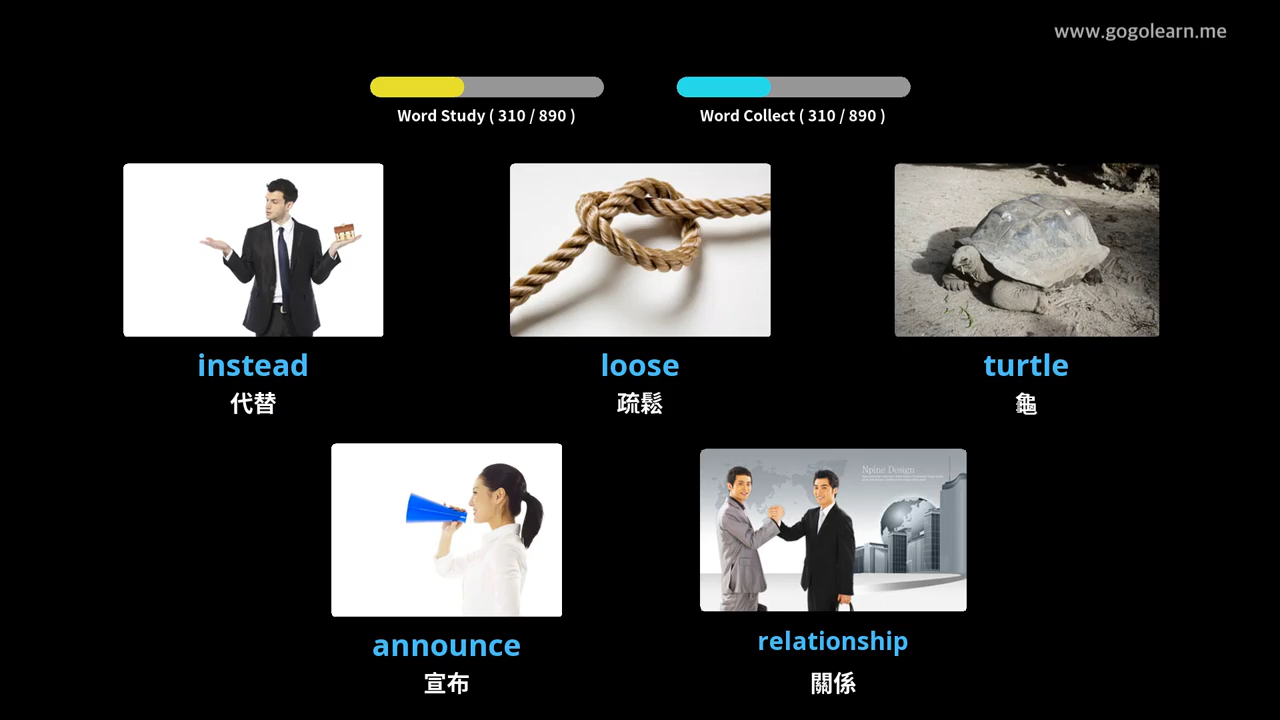 www.gogolearn.me
Word Study ( 310 / 890 )
Word Collect ( 310 / 890 )
instead
代替
loose
疏鬆
turtle
龜
Npine Design
announce
宣布
relationship
關係